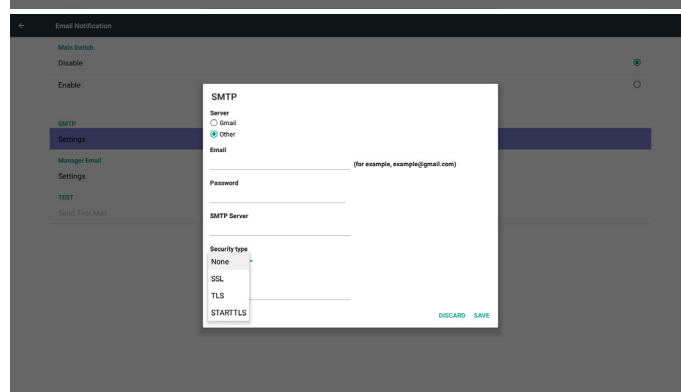 Email Notification
Main Switch
Disable
Enable
SMTP
Settings
Manager Email
Settings
TEST
Send Test Mail
SMTP
Server
Gmail
Other
Email
(for example, example@gmail.com)
Password
SMTP Server
Security type
None
SSL
TLS
STARTTLS
DISCARD SAVE